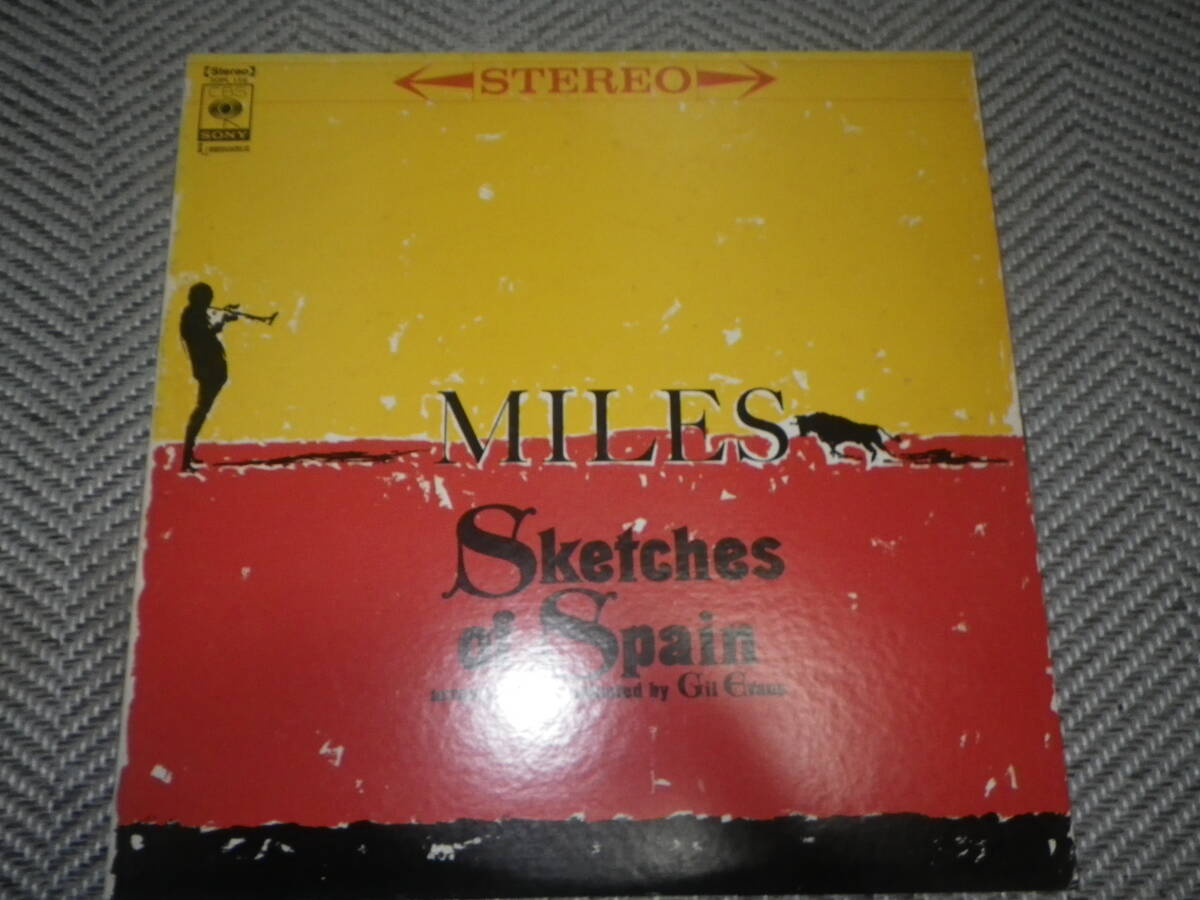 [Stereo]
STEREO
CBS
SONY
MILES
Sketches
of Spain
by Gil Evans